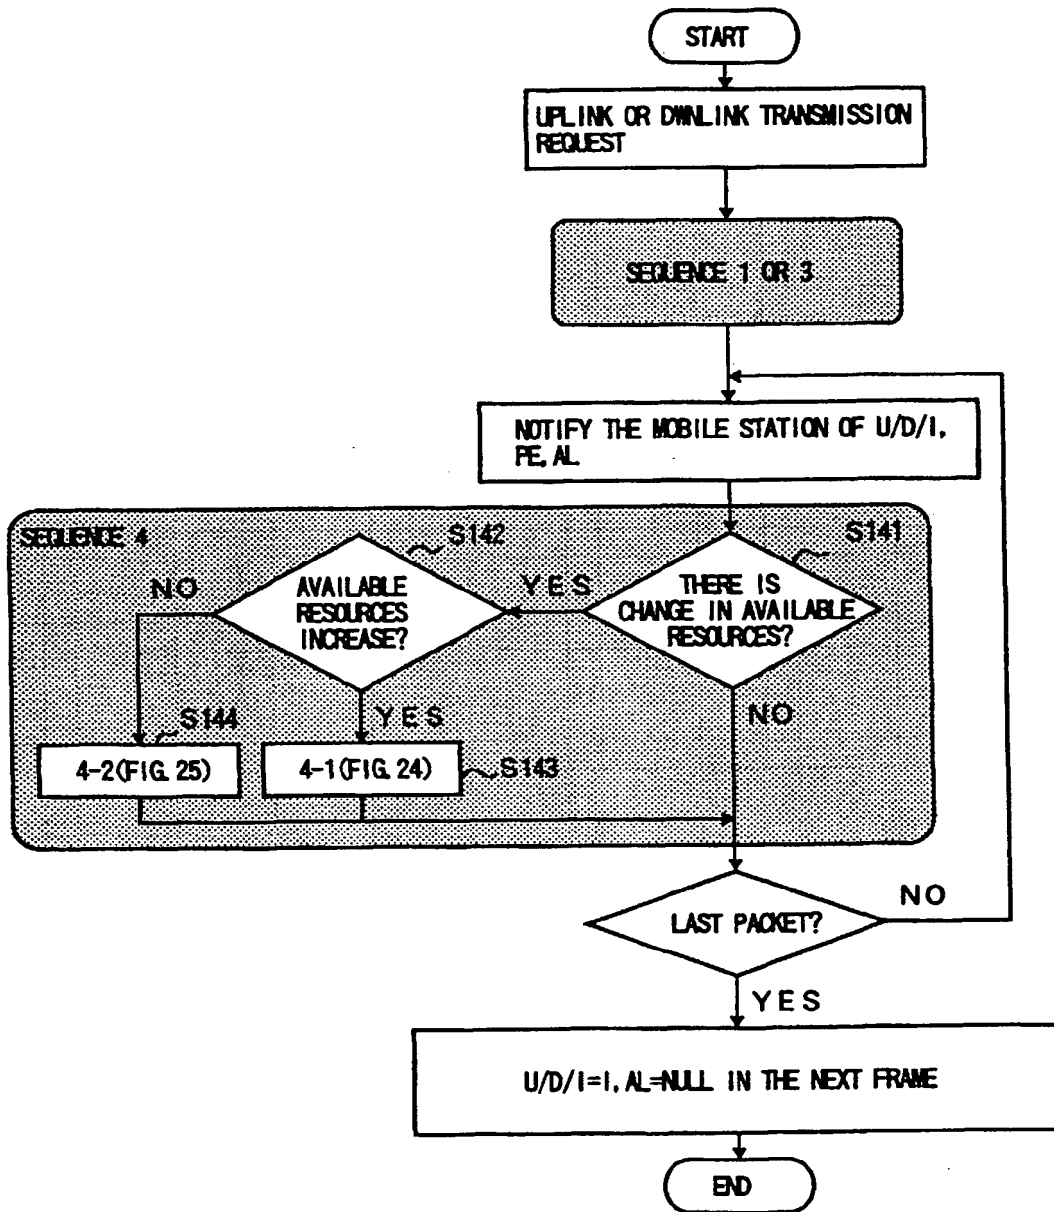 START
UPLINK OR DWNLINK TRANSMISSION
REQUEST
SEQUENCE 1 OR 3
NOTIFY THE MOBILE STATION OF U/D/I,
PE, AL
SEQUENCE 4
S142
S141
NO
AVAILABLE
RESOURCES
INCREASE?
YES
THERE IS
CHANGE IN AVAILABLE
RESOURCES?
S144
YES
NO
4-2(FIG. 25)
4-1(FIG. 24)
S143
LAST PACKET?
NO
YES
U/D/I=I, AL=NULL IN THE NEXT FRAME
END